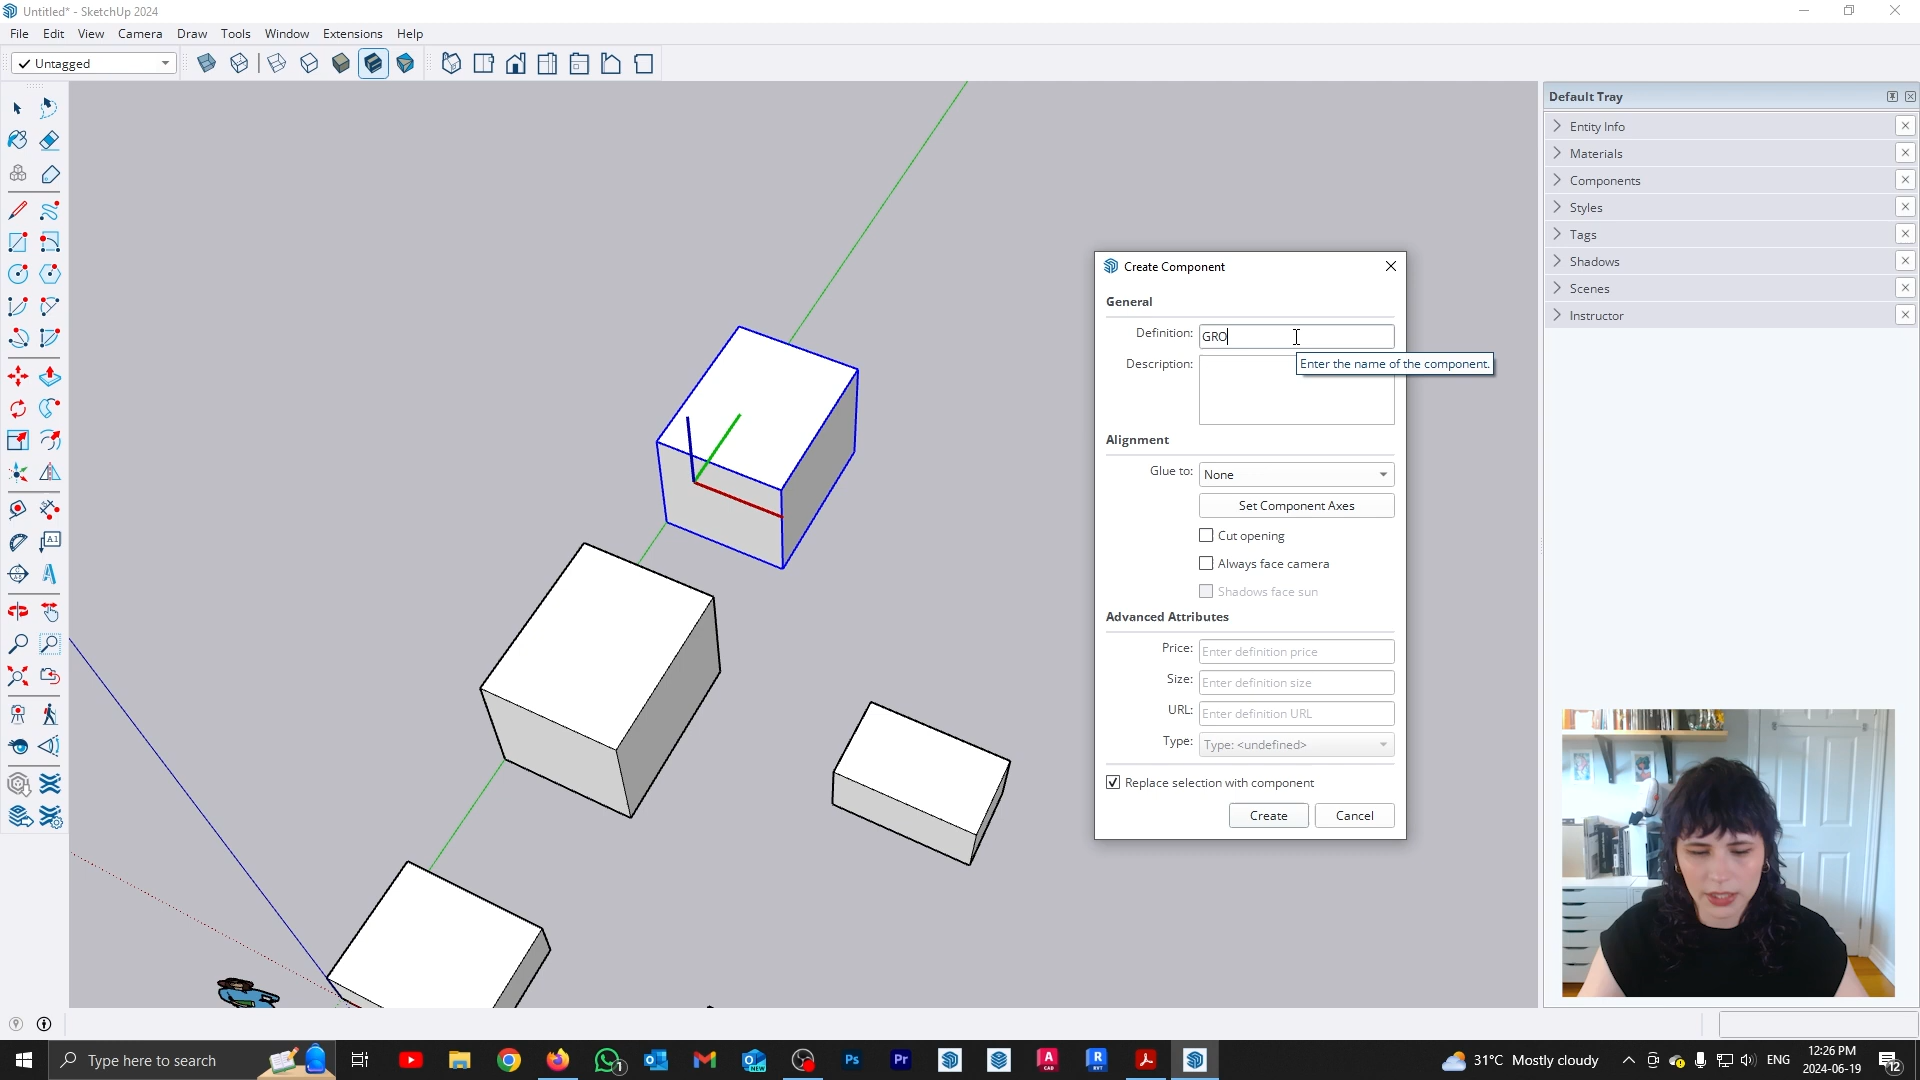 Untitled* - SketchUp 2024
File Edit View Camera Draw Tools Window Extensions Help
Untagged
Default Tray
Entity Info
Materials
Components
Styles
Tags
Shadows
Scenes
Instructor
Create Component
General
Definition: GRO
Enter the name of the component.
Description:
Alignment
Glue to: None
Set Component Axes
Cut opening
Always face camera
Shadows face sun
Advanced Attributes
Price: Enter definition price
Size: Enter definition size
URL: Enter definition URL
Type: Type: <undefined>
Replace selection with component
Create Cancel
Type here to search
31°C Mostly cloudy
ENG
12:26 PM
2024-06-19
12